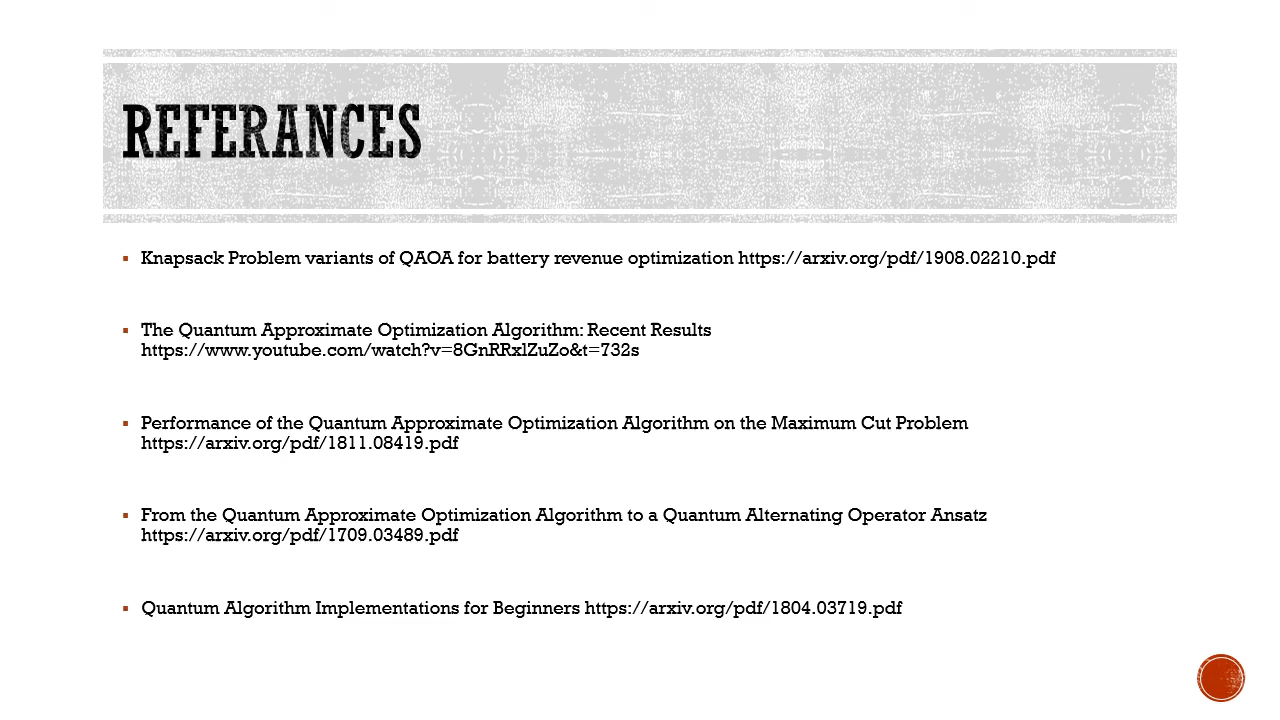 REFERANCES
▪ Knapsack Problem variants of QAOA for battery revenue optimization https://arxiv.org/pdf/1908.02210.pdf
▪ The Quantum Approximate Optimization Algorithm: Recent Results
https://www.youtube.com/watch?v=8GnRRxlZuZo&t=732s
▪ Performance of the Quantum Approximate Optimization Algorithm on the Maximum Cut Problem
https://arxiv.org/pdf/1811.08419.pdf
▪ From the Quantum Approximate Optimization Algorithm to a Quantum Alternating Operator Ansatz
https://arxiv.org/pdf/1709.03489.pdf
▪ Quantum Algorithm Implementations for Beginners https://arxiv.org/pdf/1804.03719.pdf